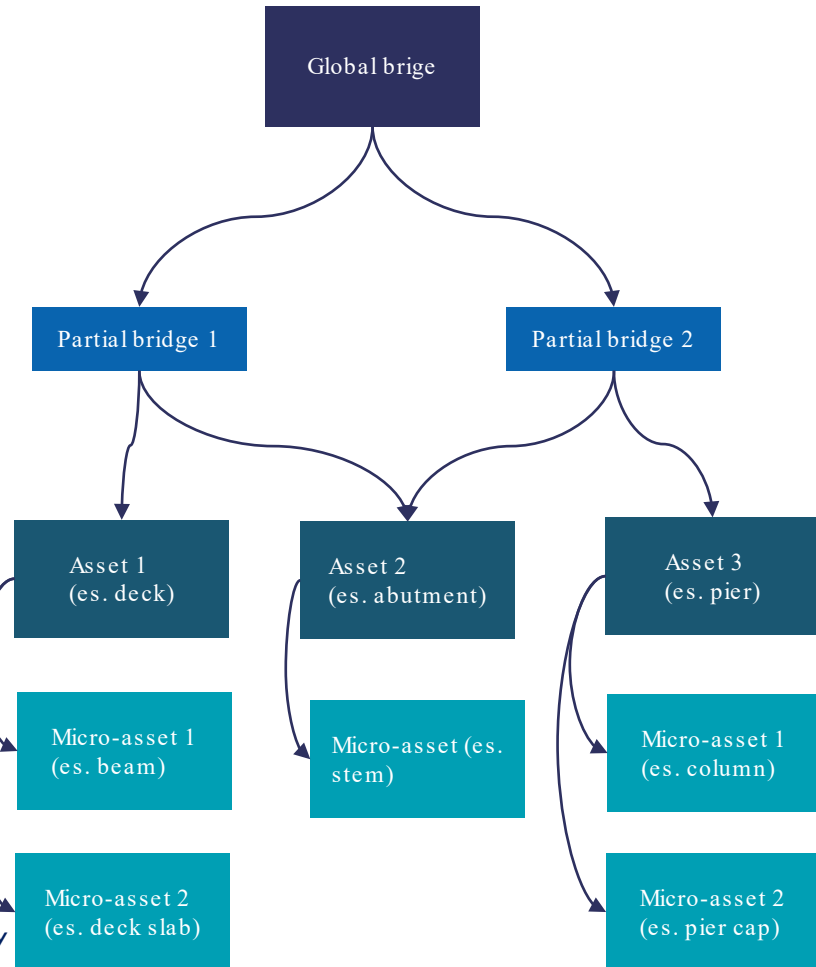 Global brige
Partial bridge 1
Partial bridge 2
Asset 1
(es. deck)
Asset 2
(es. abutment)
Asset 3
(es. pier)
Micro-asset 1
(es. beam)
Micro-asset (es.
stem)
Micro-asset 1
(es. column)
Micro-asset 2
(es. deck slab)
Micro-asset 2
(es. pier cap)